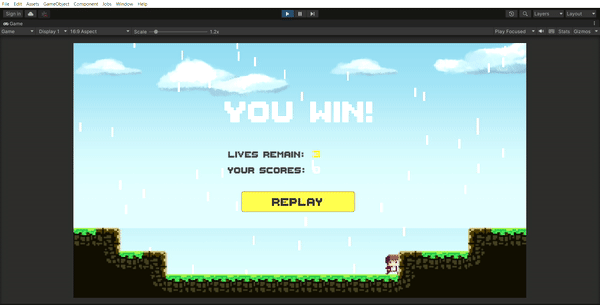 File Edit Assets GameObject Component Jobs Window Help
Sign in
Layers Layout
Game
Game Display 1 16:9 Aspect Scale 1.2x Play Focused Stats Gizmos
YOU WIN!
LIVES REMAIN: 3
YOUR SCORES: 6
REPLAY